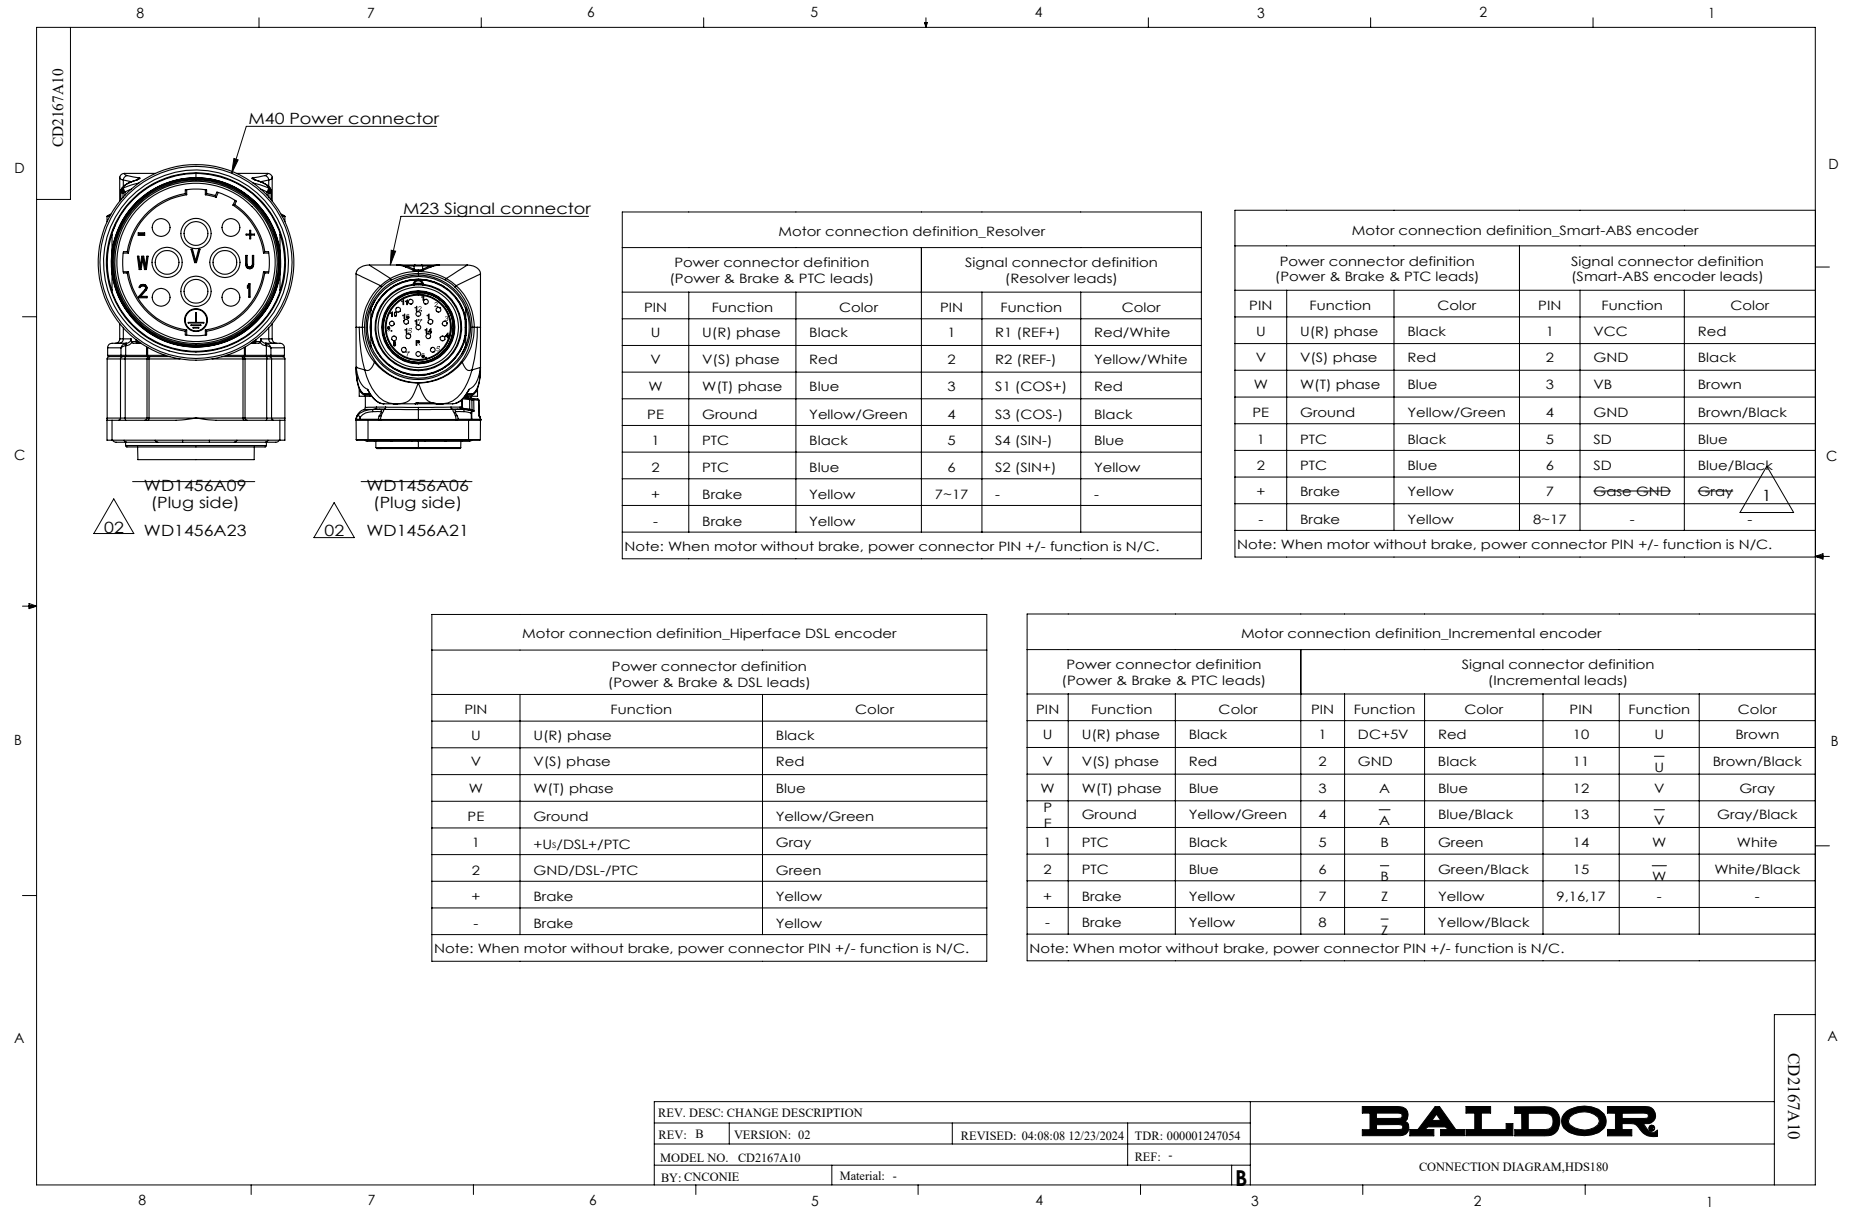 8 7 6 5 4 3 2 1
CD2167A10
M40 Power connector
D D
M23 Signal connector
- +
W V U
2 1
C C
WD1456A09
(Plug side)
02 WD1456A23
WD1456A06
(Plug side)
02 WD1456A21
Motor connection definition_Resolver
Power connector definition Signal connector definition
(Power & Brake & PTC leads) (Resolver leads)
PIN Function Color PIN Function Color
U U(R) phase Black 1 R1 (REF+) Red/White
V V(S) phase Red 2 R2 (REF-) Yellow/White
W W(T) phase Blue 3 S1 (COS+) Red
PE Ground Yellow/Green 4 S3 (COS-) Black
1 PTC Black 5 S4 (SIN-) Blue
2 PTC Blue 6 S2 (SIN+) Yellow
+ Brake Yellow 7~17 - -
- Brake Yellow
Note: When motor without brake, power connector PIN +/- function is N/C.
Motor connection definition_Smart-ABS encoder
Power connector definition Signal connector definition
(Power & Brake & PTC leads) (Smart-ABS encoder leads)
PIN Function Color PIN Function Color
U U(R) phase Black 1 VCC Red
V V(S) phase Red 2 GND Black
W W(T) phase Blue 3 VB Brown
PE Ground Yellow/Green 4 GND Brown/Black
1 PTC Black 5 SD Blue
2 PTC Blue 6 SD Blue/Black
+ Brake Yellow 7 Gase GND Gray 1
- Brake Yellow 8~17 - -
Note: When motor without brake, power connector PIN +/- function is N/C.
Motor connection definition_Hiperface DSL encoder
Power connector definition
(Power & Brake & DSL leads)
PIN Function Color
U U(R) phase Black
V V(S) phase Red
W W(T) phase Blue
PE Ground Yellow/Green
1 +Us/DSL+/PTC Gray
2 GND/DSL-/PTC Green
+ Brake Yellow
- Brake Yellow
Note: When motor without brake, power connector PIN +/- function is N/C.
Motor connection definition_Incremental encoder
Power connector definition Signal connector definition
(Power & Brake & PTC leads) (Incremental leads)
PIN Function Color PIN Function Color PIN Function Color
U U(R) phase Black 1 DC+5V Red 10 U Brown
V V(S) phase Red 2 GND Black 11 U̅ Brown/Black
W W(T) phase Blue 3 A Blue 12 V Gray
PE Ground Yellow/Green 4 A̅ Blue/Black 13 V̅ Gray/Black
1 PTC Black 5 B Green 14 W White
2 PTC Blue 6 B̅ Green/Black 15 W̅ White/Black
+ Brake Yellow 7 Z Yellow 9,16,17 - -
- Brake Yellow 8 Z̅ Yellow/Black
Note: When motor without brake, power connector PIN +/- function is N/C.
B B
A A
CD2167A10
REV. DESC: CHANGE DESCRIPTION
REV: B VERSION: 02 REVISED: 04:08:08 12/23/2024 TDR: 000001247054
MODEL NO. CD2167A10 REF: -
BY: CNCONIE Material: - B
BALDOR
CONNECTION DIAGRAM,HDS180
8 7 6 5 4 3 2 1